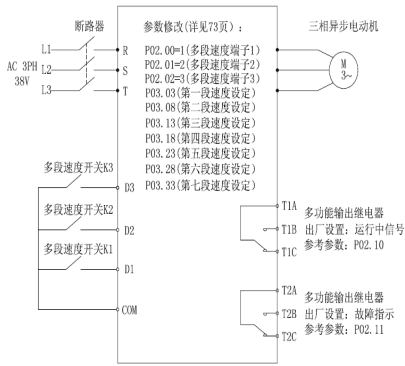 断路器
参数修改(详见73页)：
三相异步电动机
L1
R
P02.00=1(多段速度端子1)
M
3~
AC 3PH
38V
L2
S
P02.01=2(多段速度端子2)
L3
T
P02.02=3(多段速度端子3)
P03.03(第一段速度设定)
P03.08(第二段速度设定)
P03.13(第三段速度设定)
P03.18(第四段速度设定)
P03.23(第五段速度设定)
P03.28(第六段速度设定)
P03.33(第七段速度设定)
多段速度开关K3
D3
多段速度开关K2
D2
多段速度开关K1
D1
COM
T1A
T1B
T1C
多功能输出继电器
出厂设置：运行中信号
参考参数：P02.10
T2A
T2B
T2C
多功能输出继电器
出厂设置：故障指示
参考参数：P02.11